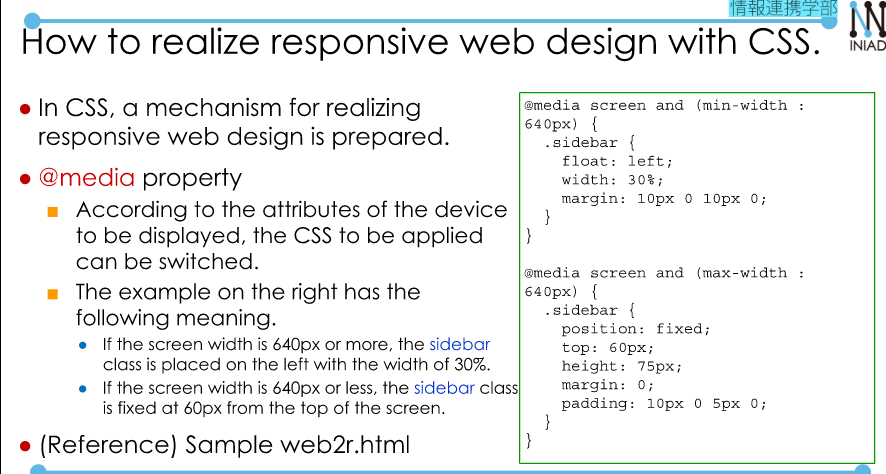 情報連携学部
INIAD
How to realize responsive web design with CSS.
In CSS, a mechanism for realizing
responsive web design is prepared.
@media property
According to the attributes of the device
to be displayed, the CSS to be applied
can be switched.
The example on the right has the
following meaning.
If the screen width is 640px or more, the sidebar
class is placed on the left with the width of 30%.
If the screen width is 640px or less, the sidebar class
is fixed at 60px from the top of the screen.
(Reference) Sample web2r.html
@media screen and (min-width :
640px) {
  .sidebar {
    float: left;
    width: 30%;
    margin: 10px 0 10px 0;
  }
}
@media screen and (max-width :
640px) {
  .sidebar {
    position: fixed;
    top: 60px;
    height: 75px;
    margin: 0;
    padding: 10px 0 5px 0;
  }
}